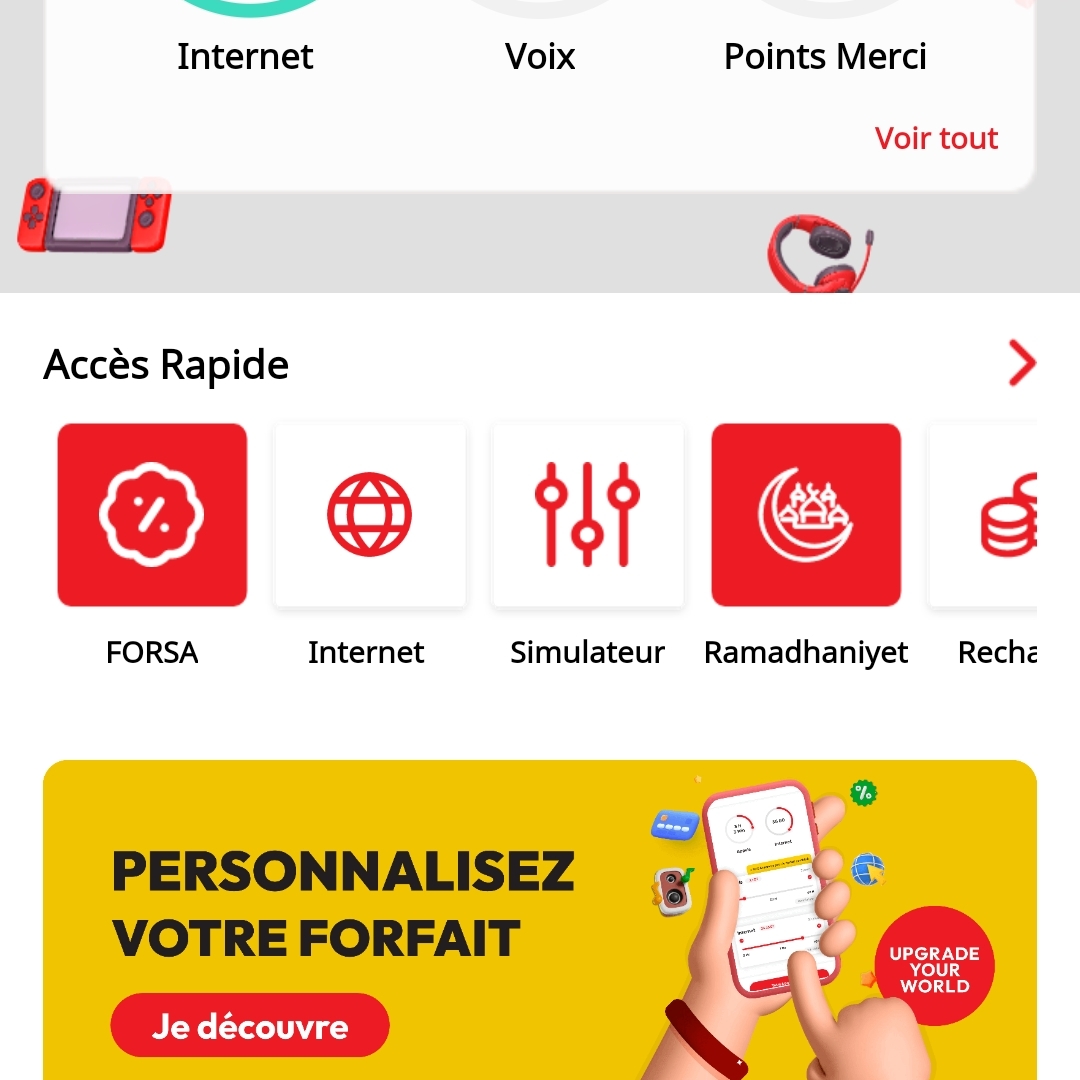 Internet
Voix
Points Merci
Voir tout
Accès Rapide
FORSA
Internet
Simulateur
Ramadhaniyet
Recha
PERSONNALISEZ
VOTRE FORFAIT
Je découvre
Internet
UPGRADE
YOUR
WORLD